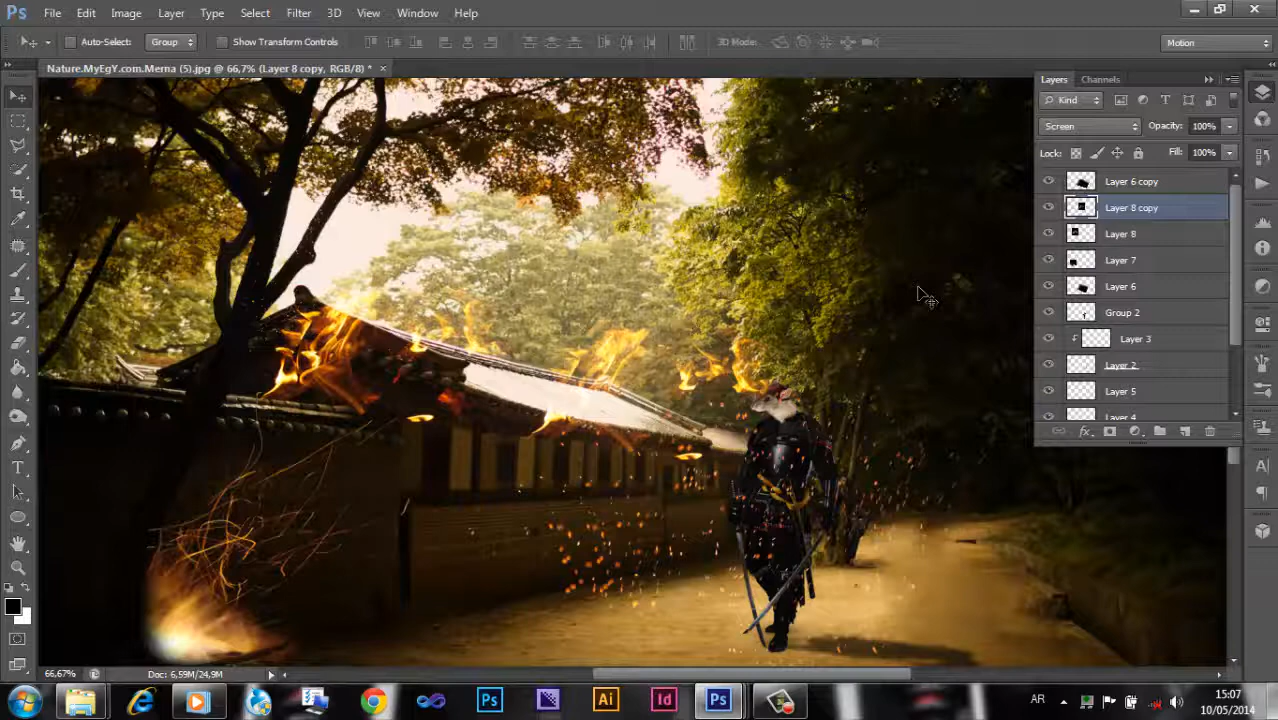 Ps File Edit Image Layer Type Select Filter 3D View Window Help
Auto-Select: Group Show Transform Controls 3D Mode: Motion
Nature.MyEgY.com.Merna (5).jpg @ 66,7% (Layer 8 copy, RGB/8) * ×
Layers Channels
Kind
Screen Opacity: 100%
Lock: Fill: 100%
Layer 6 copy
Layer 8 copy
Layer 8
Layer 7
Layer 6
Group 2
Layer 3
Layer 2
Layer 5
Layer 4
fx
66,67% Doc: 6,59M/24,9M
Ps Ai Id Ps AR 15:07
10/05/2014